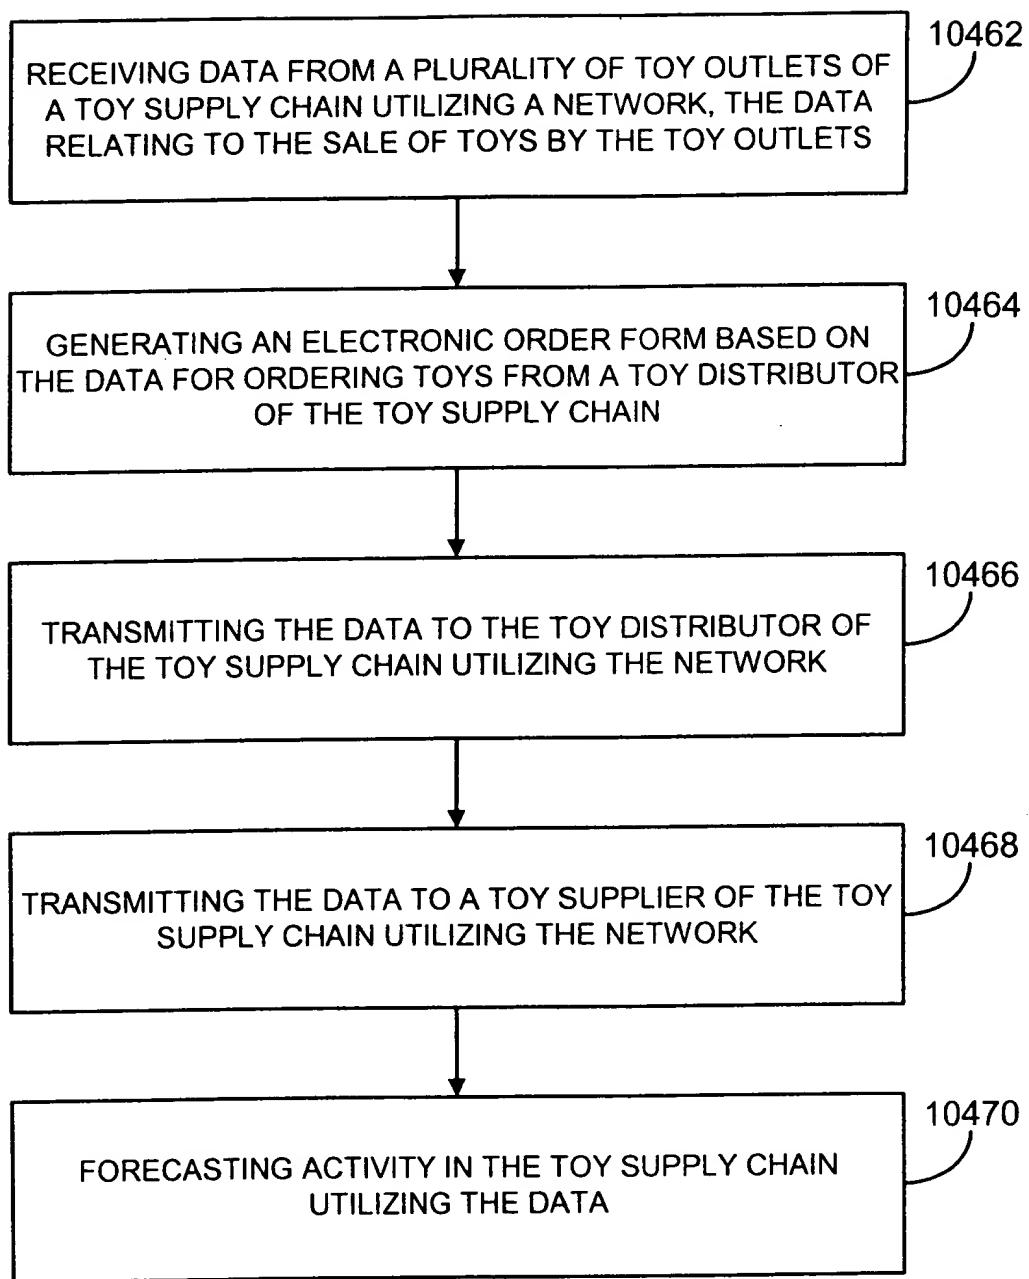 10462
RECEIVING DATA FROM A PLURALITY OF TOY OUTLETS OF
A TOY SUPPLY CHAIN UTILIZING A NETWORK, THE DATA
RELATING TO THE SALE OF TOYS BY THE TOY OUTLETS
10464
GENERATING AN ELECTRONIC ORDER FORM BASED ON
THE DATA FOR ORDERING TOYS FROM A TOY DISTRIBUTOR
OF THE TOY SUPPLY CHAIN
10466
TRANSMITTING THE DATA TO THE TOY DISTRIBUTOR OF
THE TOY SUPPLY CHAIN UTILIZING THE NETWORK
10468
TRANSMITTING THE DATA TO A TOY SUPPLIER OF THE TOY
SUPPLY CHAIN UTILIZING THE NETWORK
10470
FORECASTING ACTIVITY IN THE TOY SUPPLY CHAIN
UTILIZING THE DATA